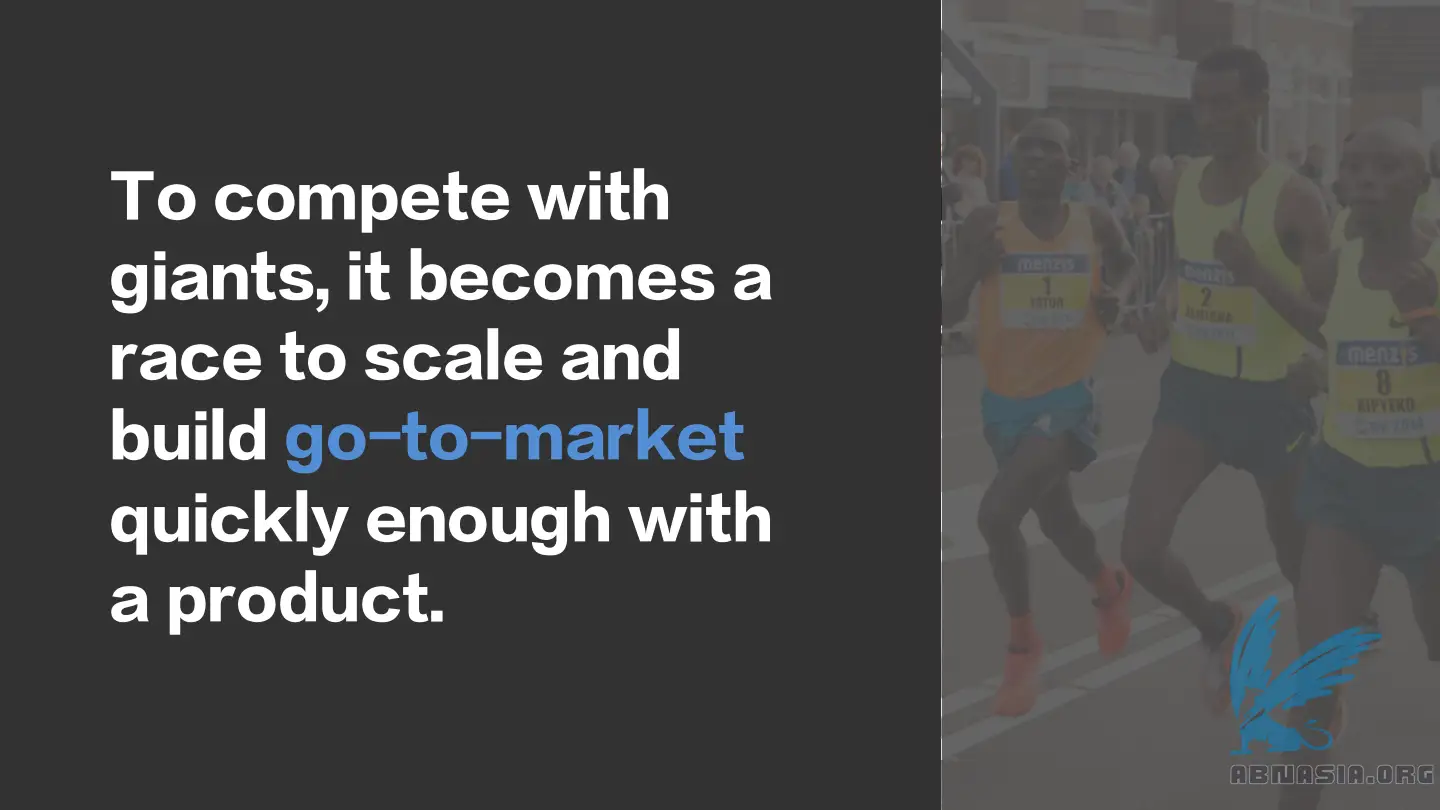 To compete with
giants, it becomes a
race to scale and
build go-to-market
quickly enough with
a product.
menzis
1
menzis
2
menzis
8
ABNASIA.ORG